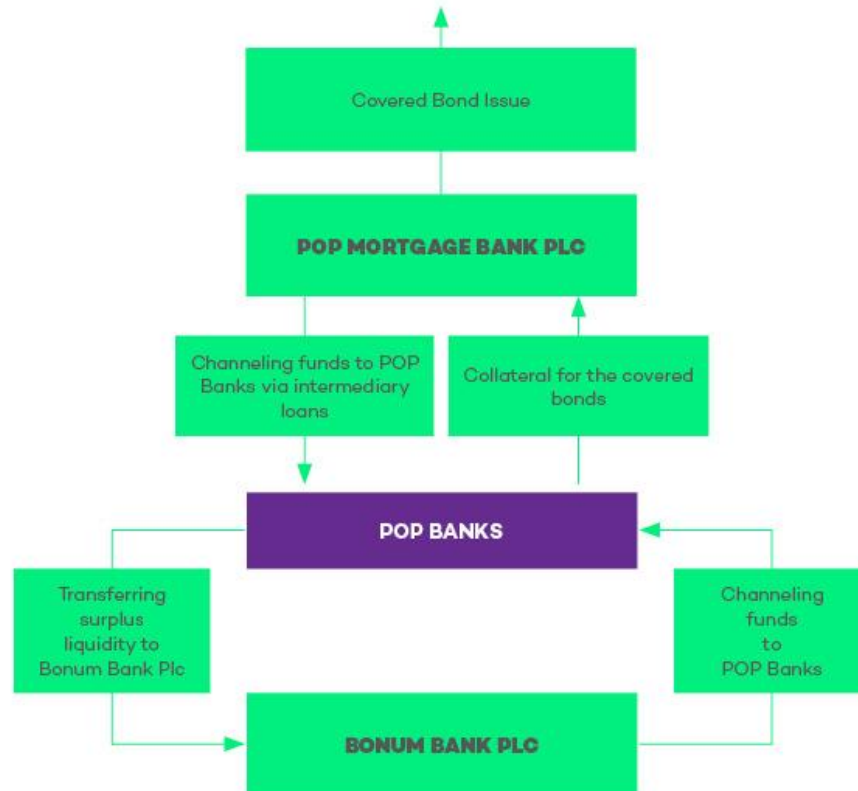 Covered Bond Issue
POP MORTGAGE BANK PLC
Channeling funds to POP
Banks via intermediary
loans
Collateral for the covered
bonds
POP BANKS
Transferring
surplus
liquidity to
Bonum Bank Plc
Channeling
funds
to
POP Banks
BONUM BANK PLC